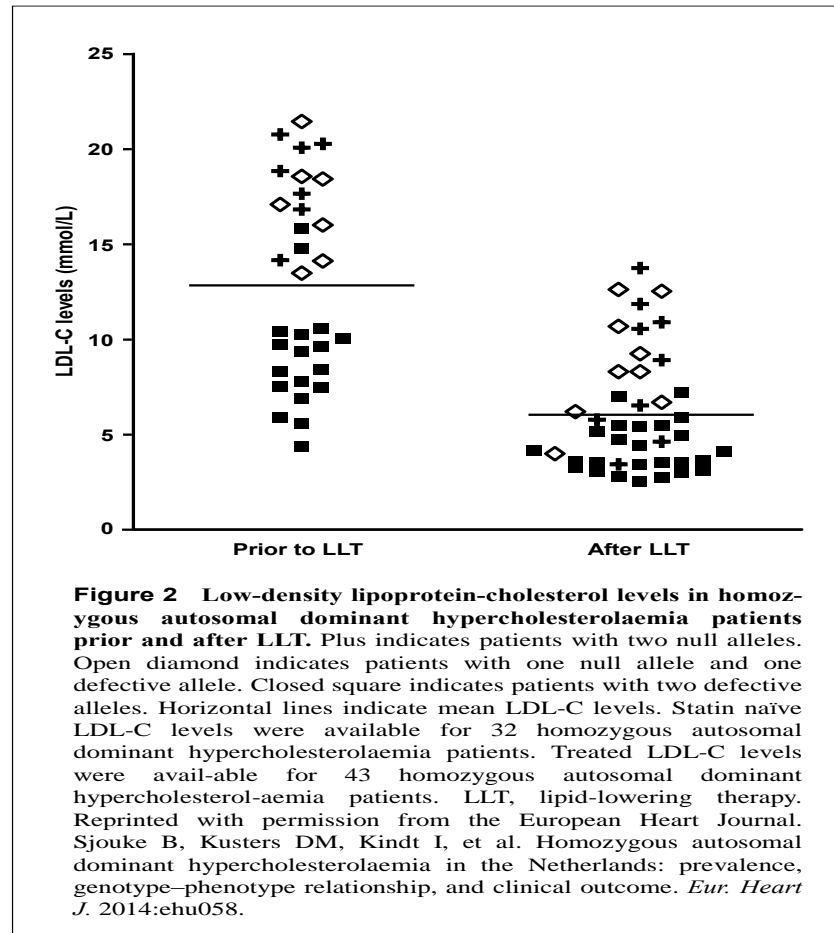 25
20
15
10
5
0
LDL-C levels (mmol/L)
Prior to LLT
After LLT
Figure 2 Low-density lipoprotein-cholesterol levels in homoz-
ygous autosomal dominant hypercholesterolaemia patients
prior and after LLT. Plus indicates patients with two null alleles.
Open diamond indicates patients with one null allele and one
defective allele. Closed square indicates patients with two defective
alleles. Horizontal lines indicate mean LDL-C levels. Statin naïve
LDL-C levels were available for 32 homozygous autosomal
dominant hypercholesterolaemia patients. Treated LDL-C levels
were avail-able for 43 homozygous autosomal dominant
hypercholesterol-aemia patients. LLT, lipid-lowering therapy.
Reprinted with permission from the European Heart Journal.
Sjouke B, Kusters DM, Kindt I, et al. Homozygous autosomal
dominant hypercholesterolaemia in the Netherlands: prevalence,
genotype–phenotype relationship, and clinical outcome. Eur. Heart
J. 2014:ehu058.